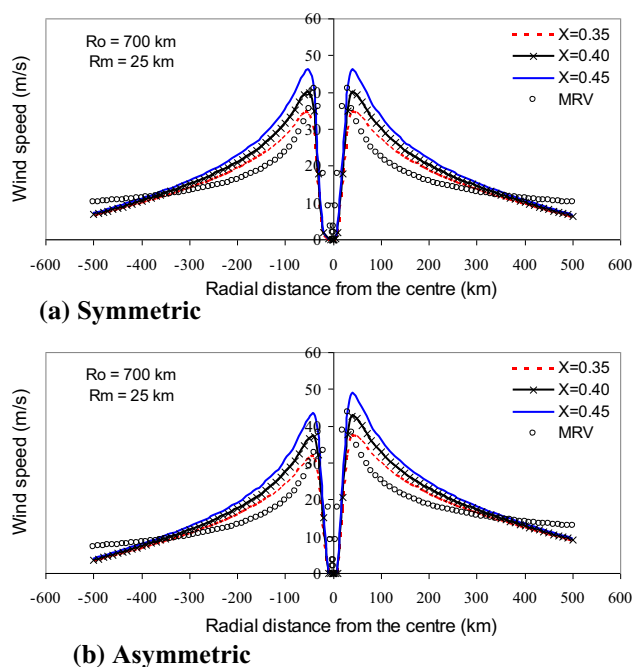 60
50
40
30
20
10
0
-600 -500 -400 -300 -200 -100 0 100 200 300 400 500 600
Wind speed (m/s)
Radial distance from the centre (km)
Ro = 700 km
Rm = 25 km
X=0.35
X=0.40
X=0.45
MRV
(a) Symmetric
60
50
40
30
20
10
0
-600 -500 -400 -300 -200 -100 0 100 200 300 400 500 600
Wind speed (m/s)
Radial distance from the centre (km)
Ro = 700 km
Rm = 25 km
X=0.35
X=0.40
X=0.45
MRV
(b) Asymmetric